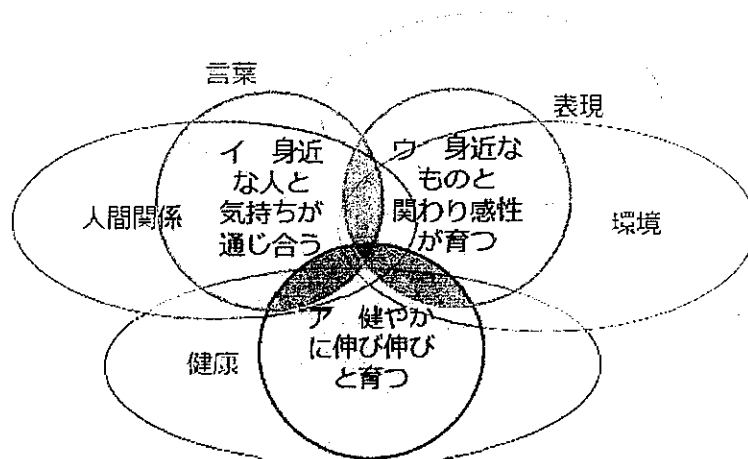 言葉
表現
イ 身近
な人と
気持ちが
通じ合う
ウ 身近な
ものと
関わり感性
が育つ
人間関係
環境
ア 健やか
に伸び伸び
と育つ
健康